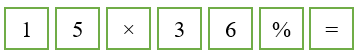 1 5 × 3 6 % =